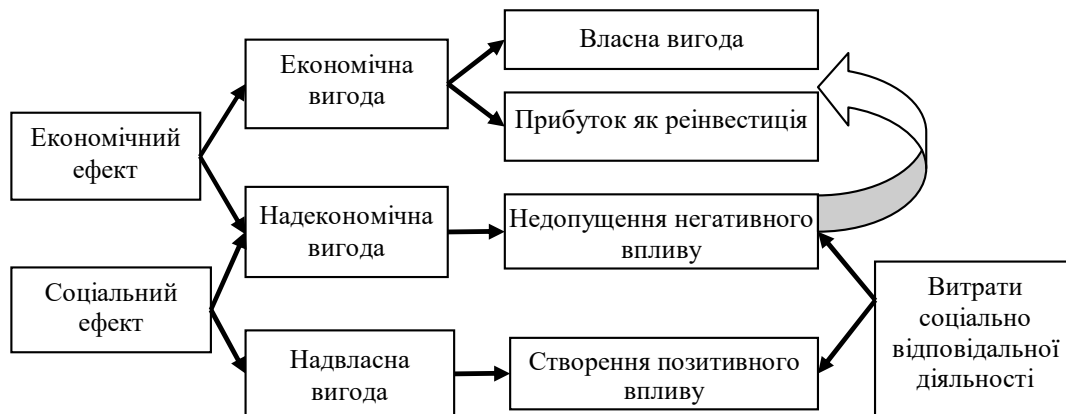 Власна вигода
Економічна
вигода
Прибуток як реінвестиція
Економічний
ефект
Надекономічна
вигода
Недопущення негативного
впливу
Соціальний
ефект
Витрати
соціально
відповідальної
діяльності
Надвласна
вигода
Створення позитивного
впливу